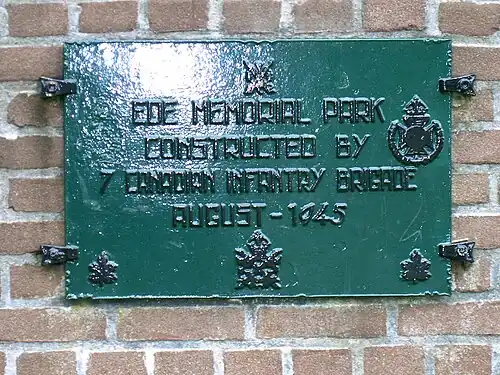 EDE MEMORIAL PARK
CONSTRUCTED BY
7 CANADIAN INFANTRY BRIGADE
AUGUST-1945